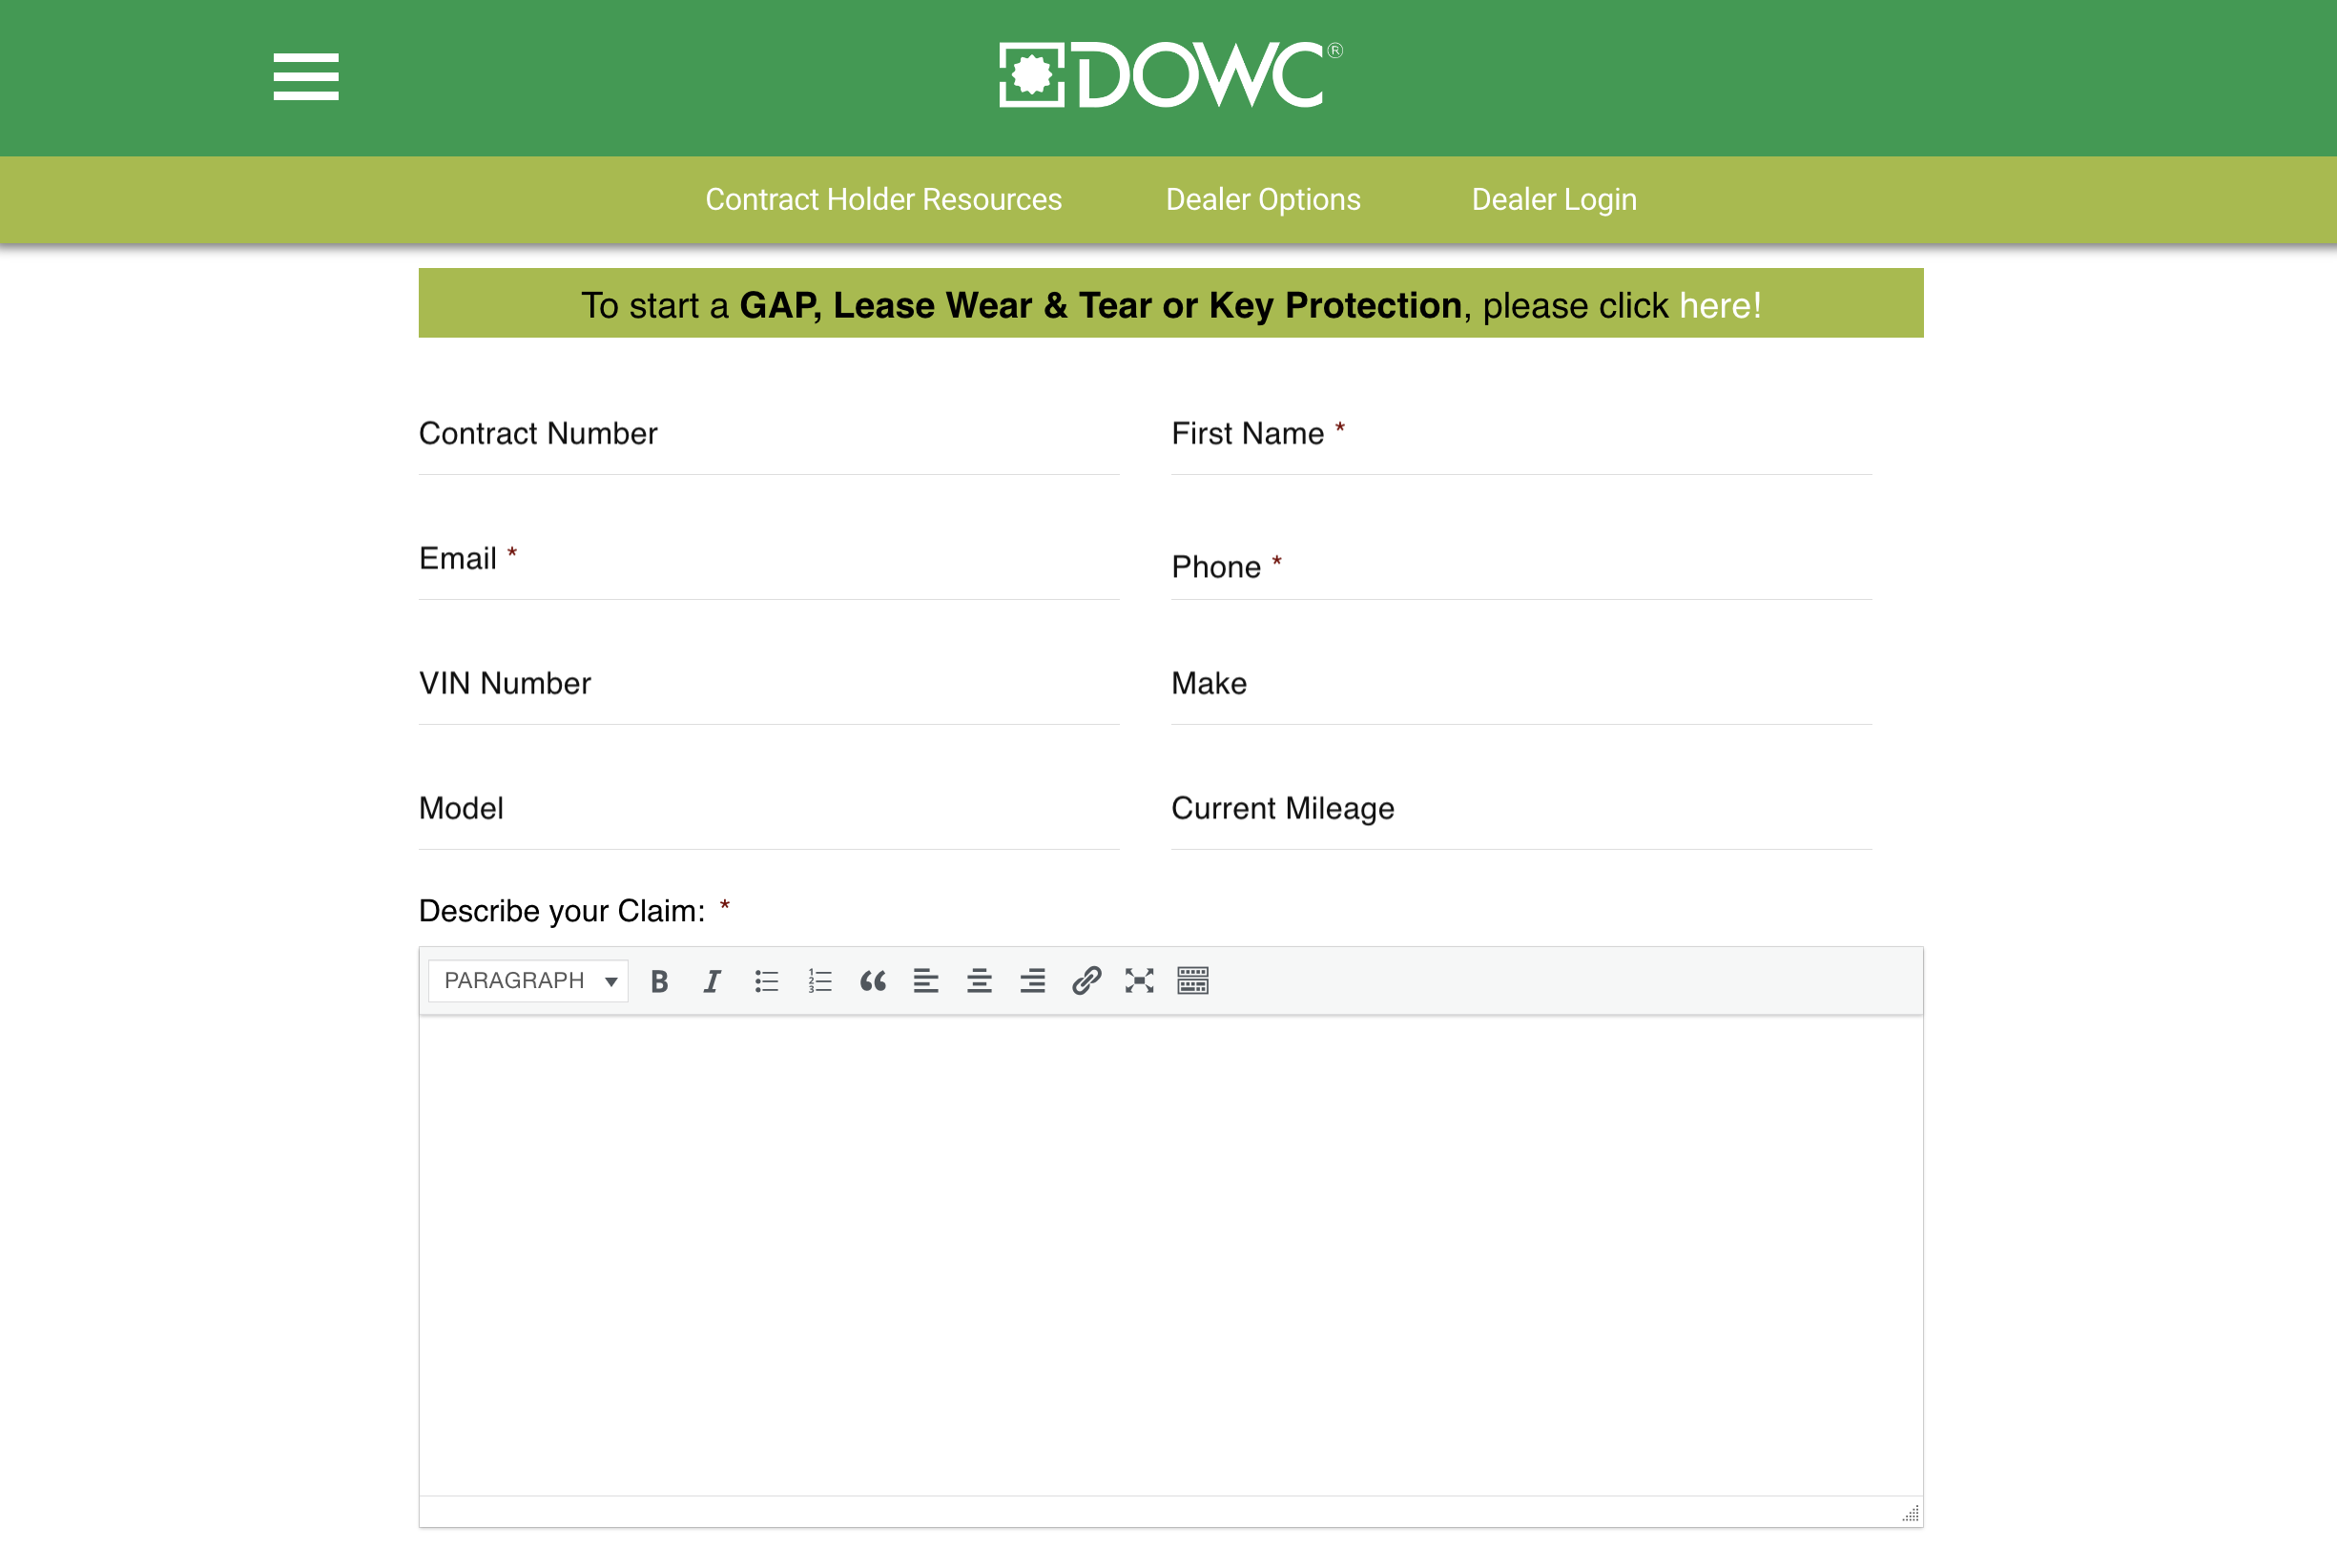 DOWC®
Contract Holder Resources Dealer Options Dealer Login
To start a GAP, Lease Wear & Tear or Key Protection, please click here!
Contract Number First Name *
Email * Phone *
VIN Number Make
Model Current Mileage
Describe your Claim: *
PARAGRAPH